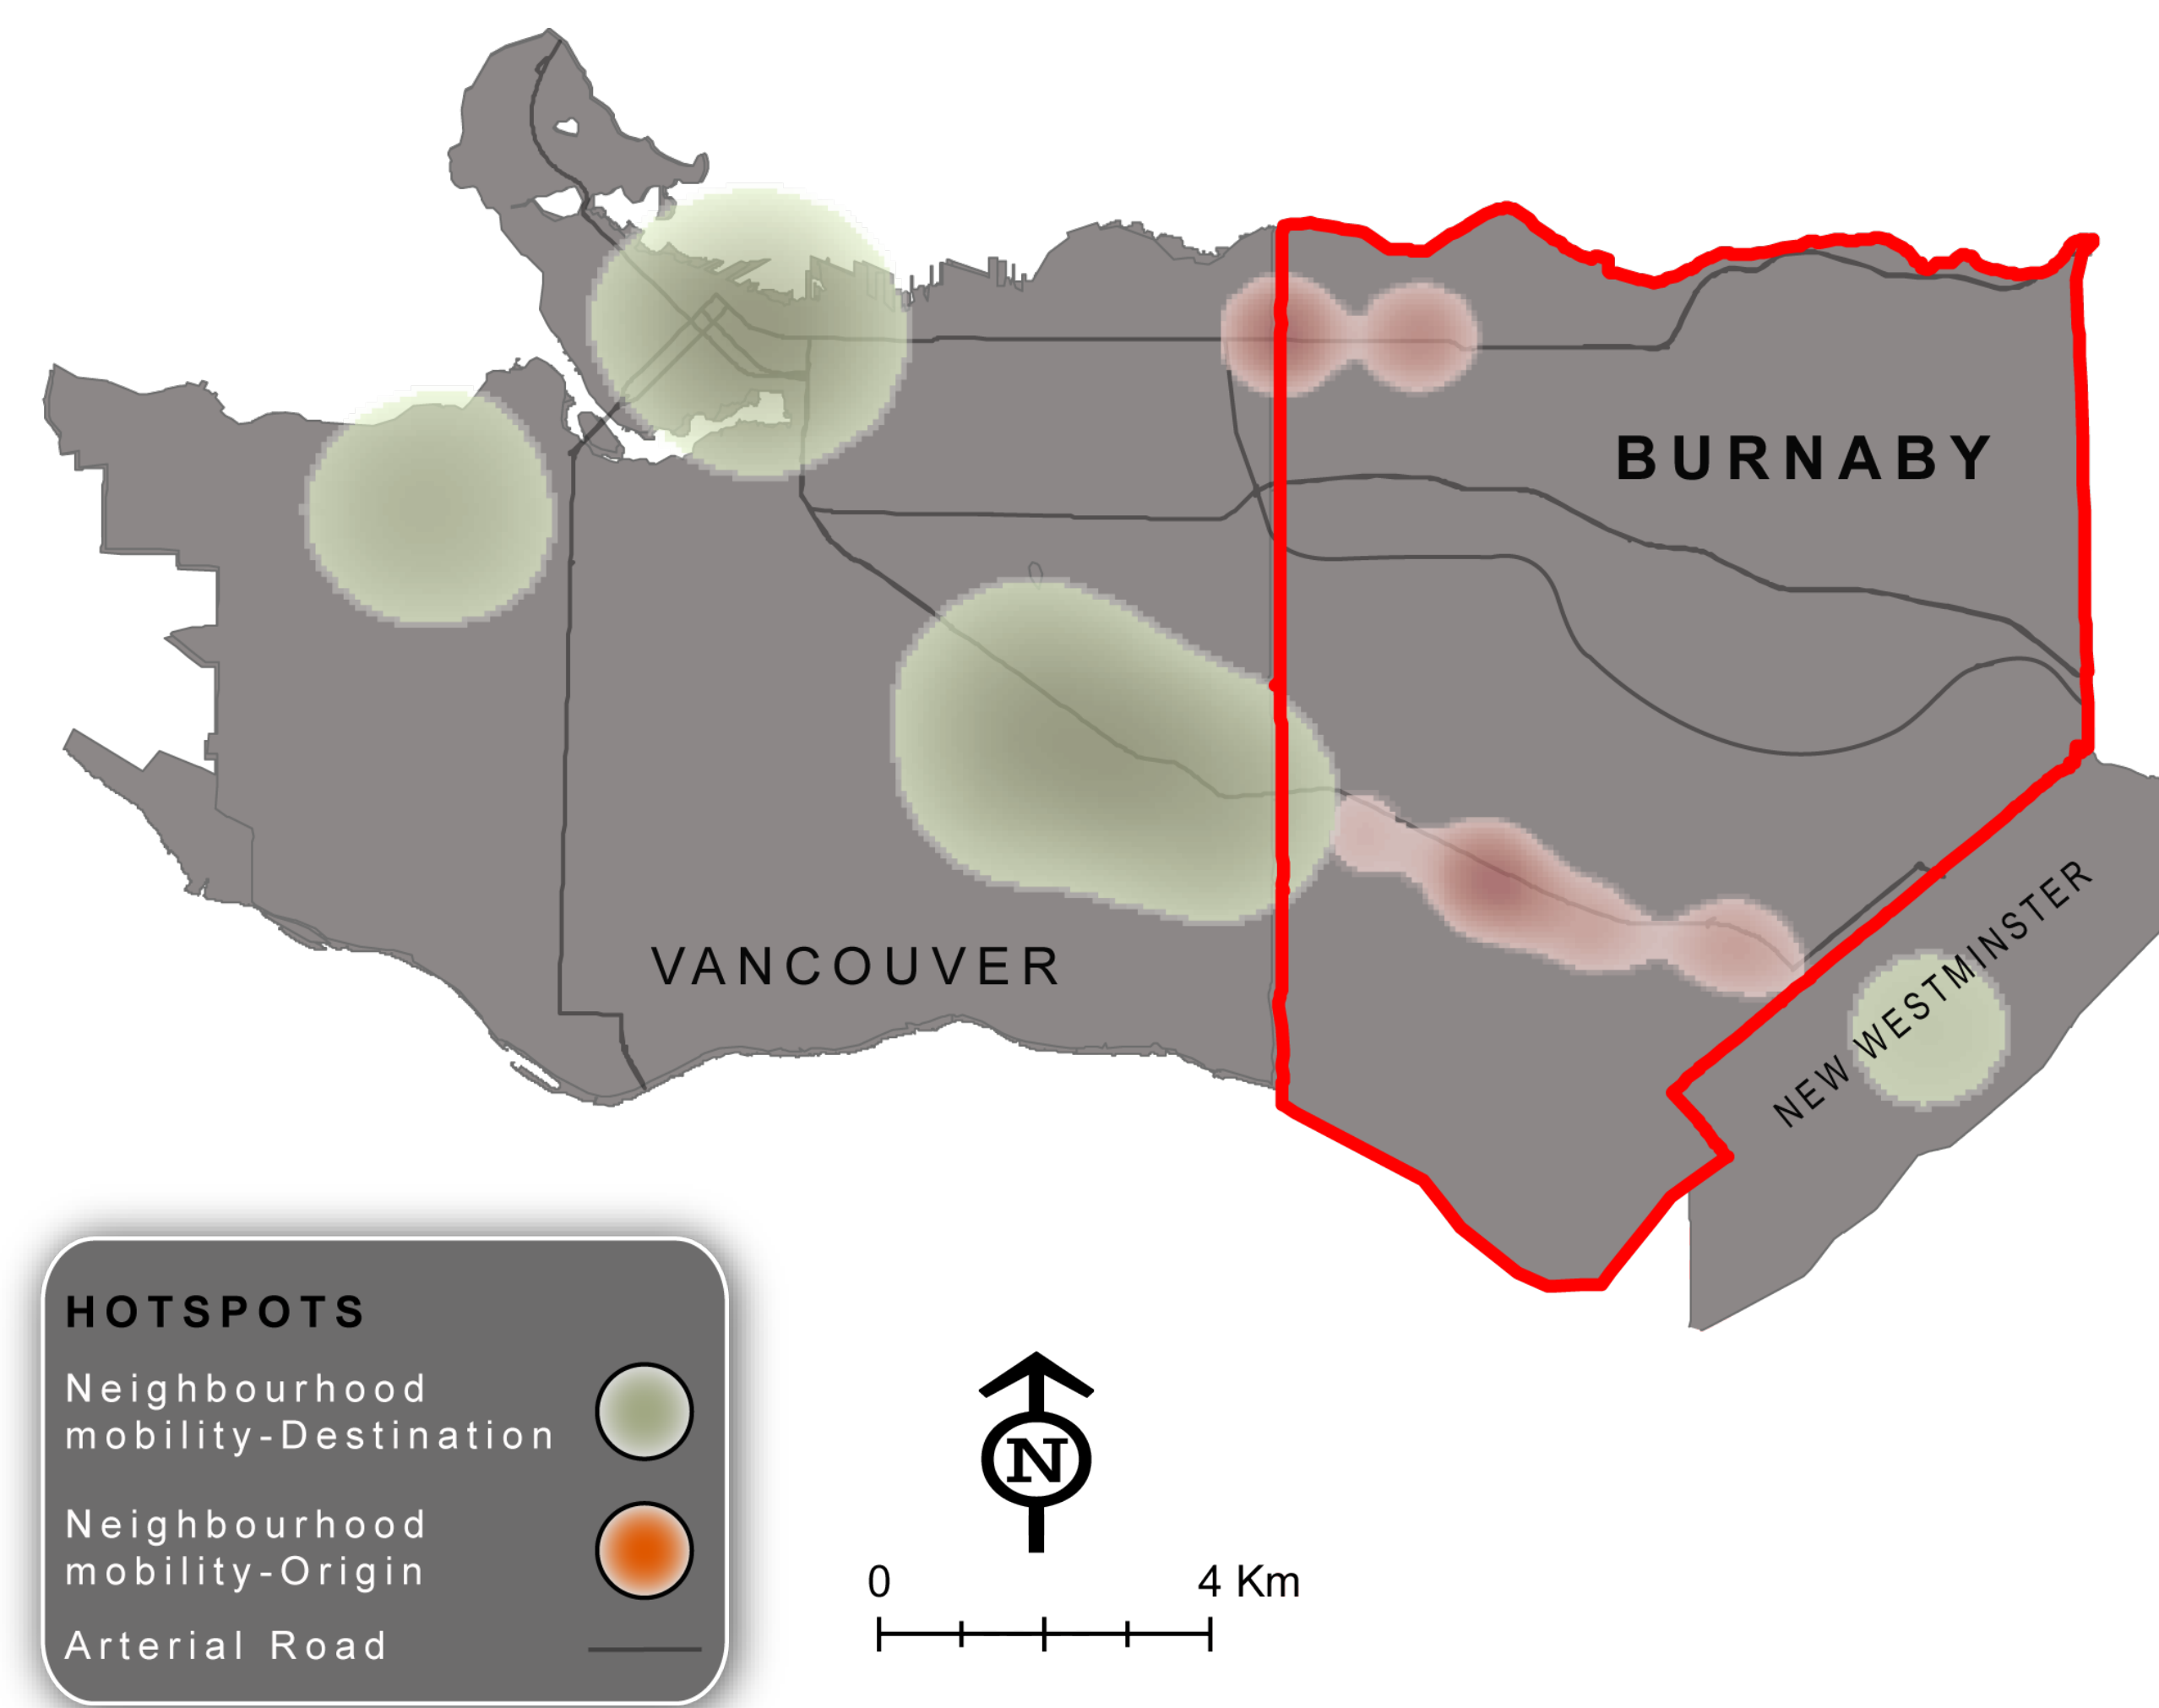 BURNABY
VANCOUVER
NEW WESTMINSTER
HOTSPOTS
Neighbourhood
mobility-Destination
Neighbourhood
mobility-Origin
Arterial Road
N
0 4 Km